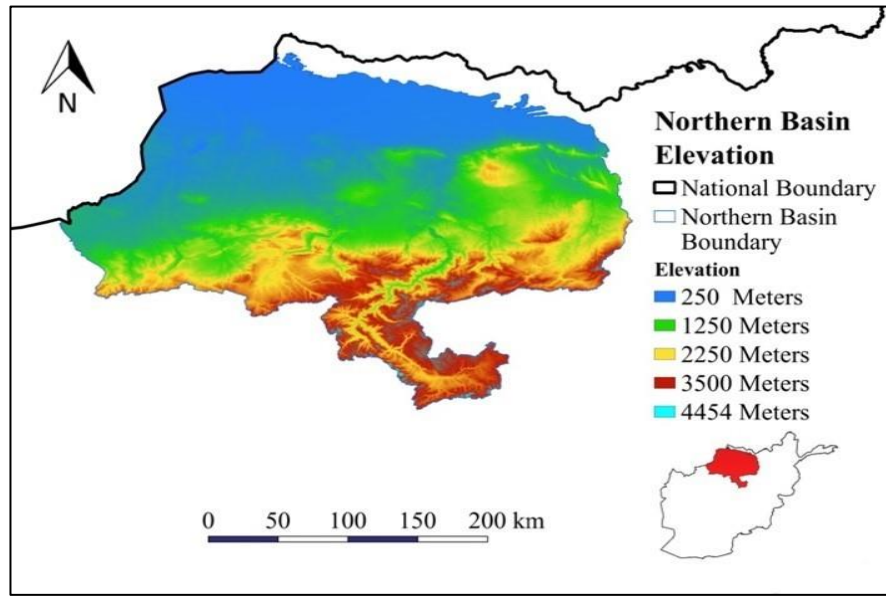 N
Northern Basin
Elevation
National Boundary
Northern Basin
Boundary
Elevation
250 Meters
1250 Meters
2250 Meters
3500 Meters
4454 Meters
0 50 100 150 200 km